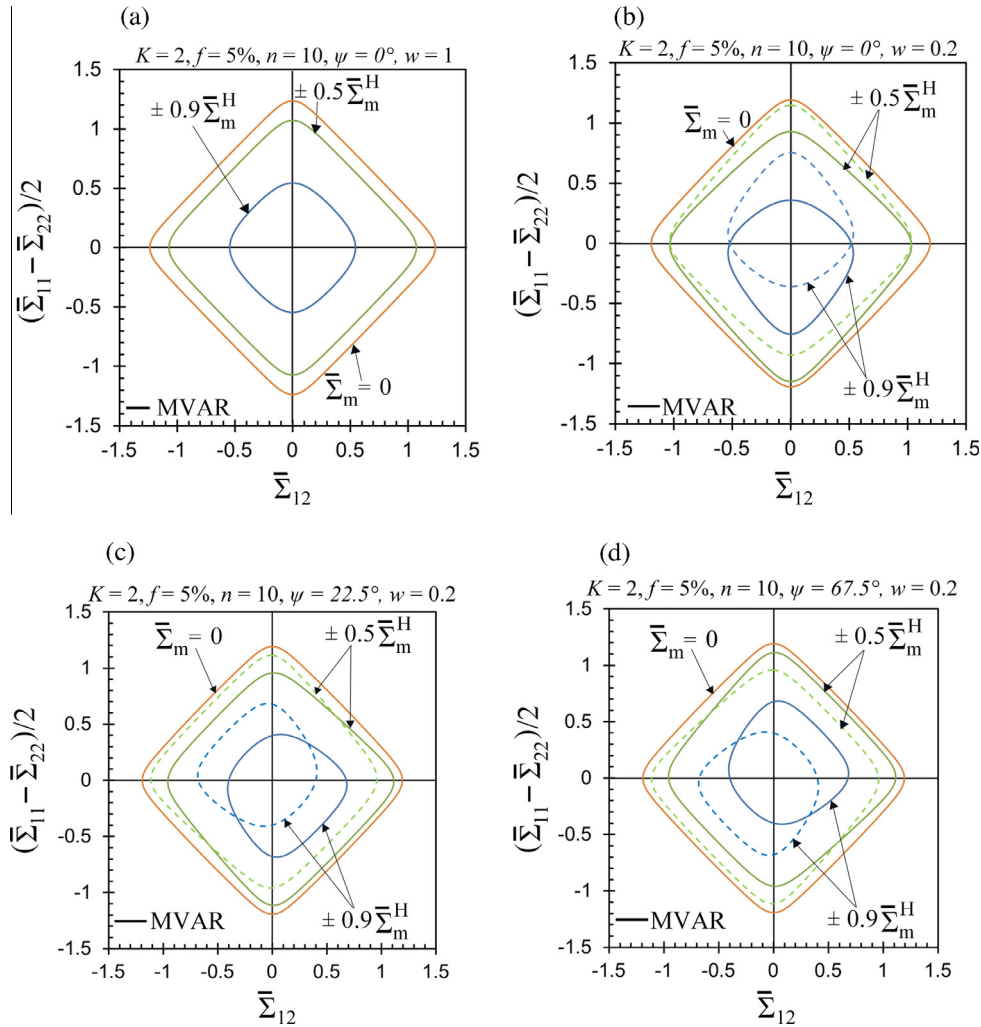 (a)
K = 2, f = 5%, n = 10, ψ = 0°, w = 1
1.5
1
0.5
0
-0.5
-1
-1.5
± 0.9Σ̅ₘᴴ
± 0.5Σ̅ₘᴴ
Σ̅ₘ = 0
MVAR
-1.5 -1 -0.5 0 0.5 1 1.5
(Σ̅₁₁ − Σ̅₂₂)/2
Σ̅₁₂
(b)
K = 2, f = 5%, n = 10, ψ = 0°, w = 0.2
1.5
1
0.5
0
-0.5
-1
-1.5
Σ̅ₘ = 0
± 0.5Σ̅ₘᴴ
± 0.9Σ̅ₘᴴ
MVAR
-1.5 -1 -0.5 0 0.5 1 1.5
(Σ̅₁₁ − Σ̅₂₂)/2
Σ̅₁₂
(c)
K = 2, f = 5%, n = 10, ψ = 22.5°, w = 0.2
1.5
1
0.5
0
-0.5
-1
-1.5
Σ̅ₘ = 0
± 0.5Σ̅ₘᴴ
± 0.9Σ̅ₘᴴ
MVAR
-1.5 -1 -0.5 0 0.5 1 1.5
(Σ̅₁₁ − Σ̅₂₂)/2
Σ̅₁₂
(d)
K = 2, f = 5%, n = 10, ψ = 67.5°, w = 0.2
1.5
1
0.5
0
-0.5
-1
-1.5
Σ̅ₘ = 0
± 0.5Σ̅ₘᴴ
± 0.9Σ̅ₘᴴ
MVAR
-1.5 -1 -0.5 0 0.5 1 1.5
(Σ̅₁₁ − Σ̅₂₂)/2
Σ̅₁₂